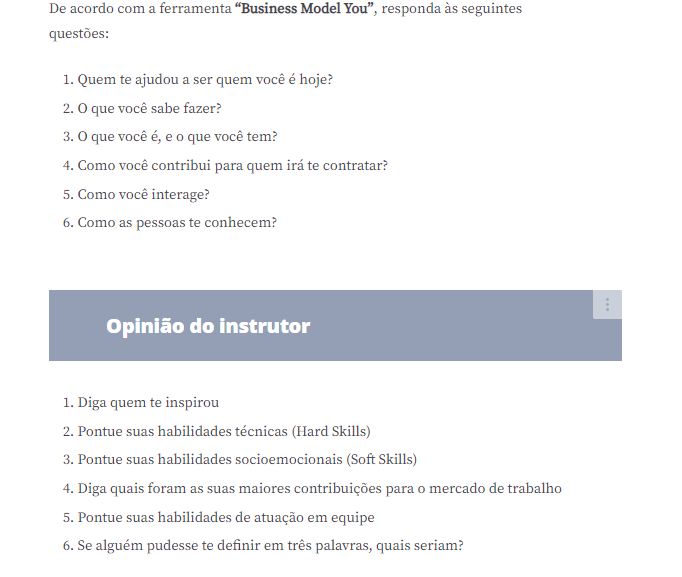 De acordo com a ferramenta “Business Model You”, responda às seguintes
questões:
1. Quem te ajudou a ser quem você é hoje?
2. O que você sabe fazer?
3. O que você é, e o que você tem?
4. Como você contribui para quem irá te contratar?
5. Como você interage?
6. Como as pessoas te conhecem?
Opinião do instrutor
1. Diga quem te inspirou
2. Pontue suas habilidades técnicas (Hard Skills)
3. Pontue suas habilidades socioemocionais (Soft Skills)
4. Diga quais foram as suas maiores contribuições para o mercado de trabalho
5. Pontue suas habilidades de atuação em equipe
6. Se alguém pudesse te definir em três palavras, quais seriam?